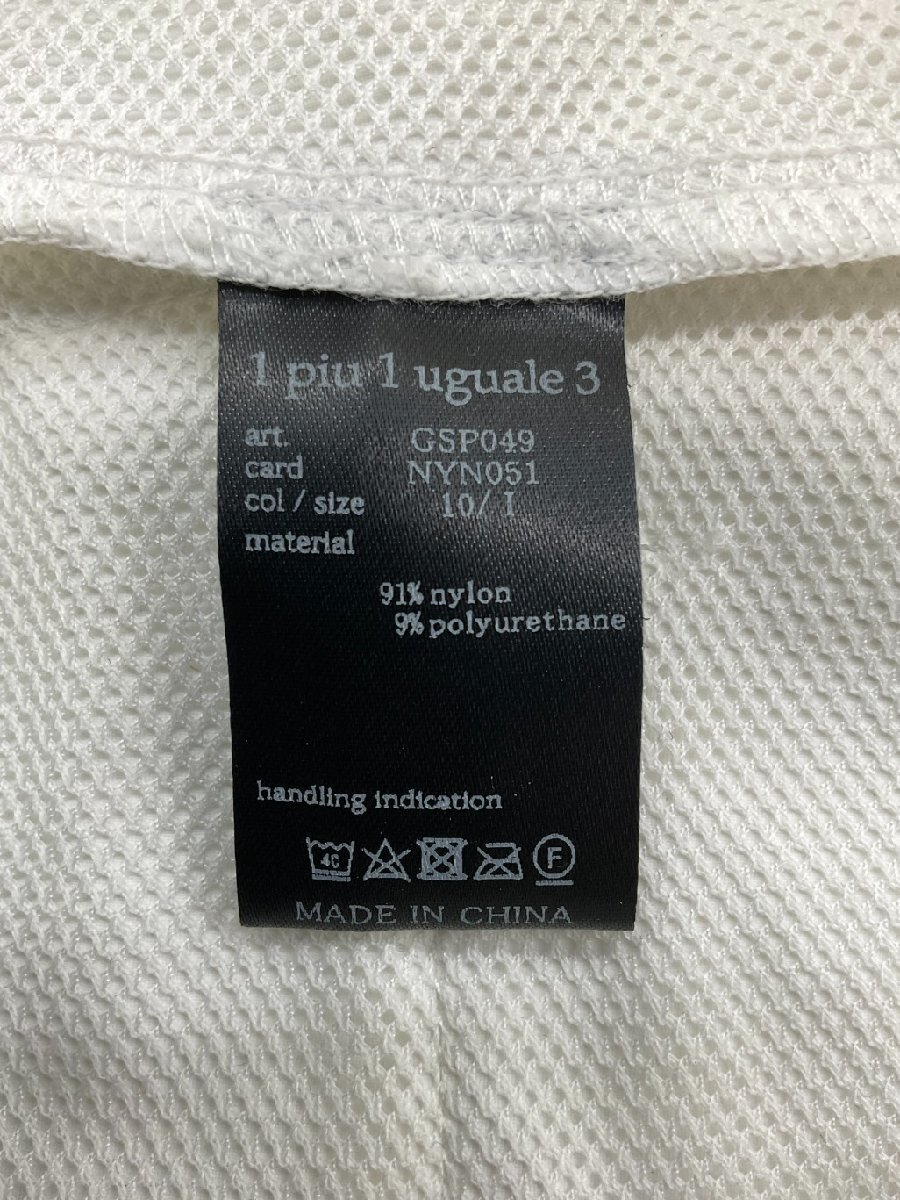 1 piu 1 uguale 3
art. GSP049
card NYN051
col / size 10/ I
material
91% nylon
9% polyurethane
handling indication
40 F
MADE IN CHINA